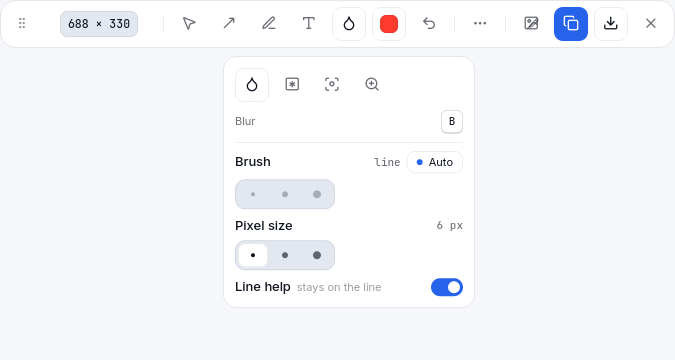 688 × 330
Blur
B
Brush
line
Auto
Pixel size
6 px
Line help stays on the line